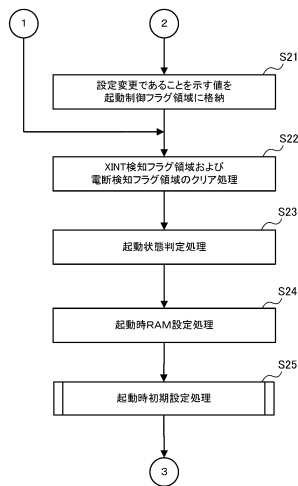 1
2
S21
設定変更であることを示す値を
起動制御フラグ領域に格納
S22
XINT検知フラグ領域および
電断検知フラグ領域のクリア処理
S23
起動状態判定処理
S24
起動時RAM設定処理
S25
起動時初期設定処理
3